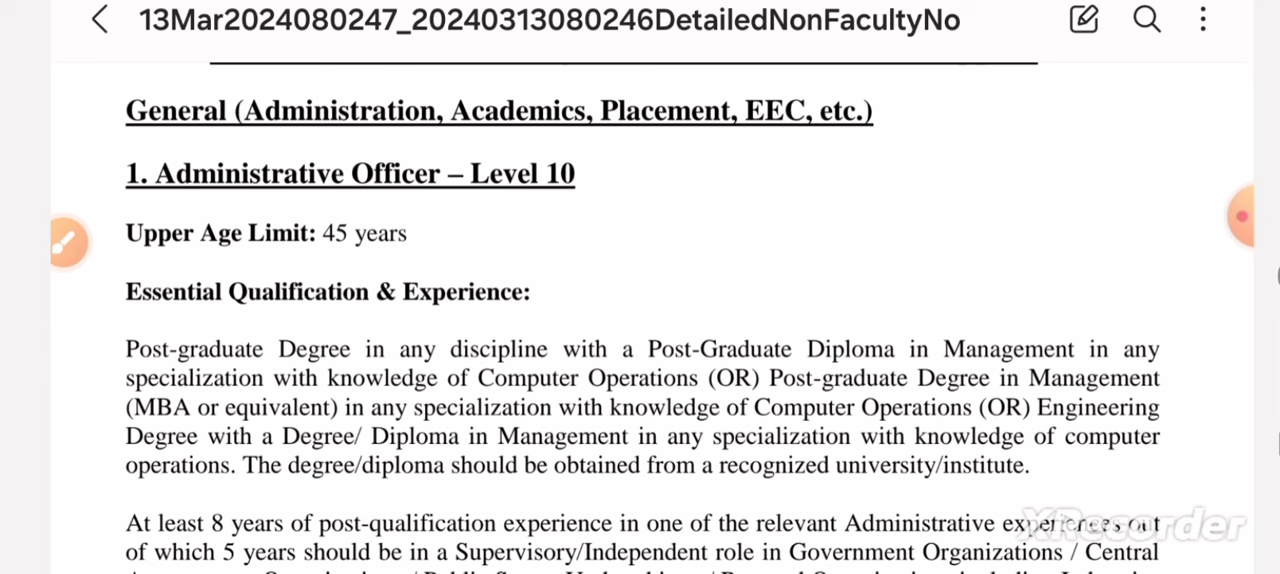 13Mar2024080247_20240313080246DetailedNonFacultyNo
General (Administration, Academics, Placement, EEC, etc.)
1. Administrative Officer – Level 10
Upper Age Limit: 45 years
Essential Qualification & Experience:
Post-graduate Degree in any discipline with a Post-Graduate Diploma in Management in any
specialization with knowledge of Computer Operations (OR) Post-graduate Degree in Management
(MBA or equivalent) in any specialization with knowledge of Computer Operations (OR) Engineering
Degree with a Degree/ Diploma in Management in any specialization with knowledge of computer
operations. The degree/diploma should be obtained from a recognized university/institute.
At least 8 years of post-qualification experience in one of the relevant Administrative experiences out
XRecorder
of which 5 years should be in a Supervisory/Independent role in Government Organizations / Central